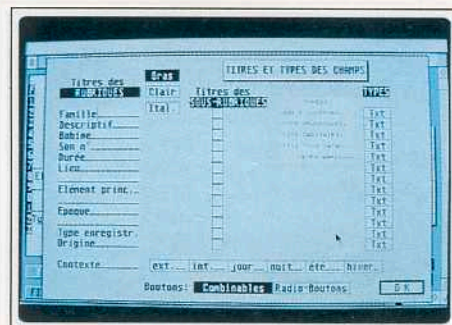 TITRES ET TYPES DES CHAMPS
Gras
Clair
Ital.
Titres des
RUBRIQUES
Titres des
SOUS-RUBRIQUES
TYPES
Famille
Txt
Descriptif
Txt
Bobine
Txt
Son n°
Txt
Durée
Txt
Lieu
Txt
Txt
Elément princ.
Txt
Txt
Epoque
Txt
Txt
Type enregistr.
Txt
Origine
Txt
Contexte
ext. int. jour nuit été hiver
Boutons: Combinables Radio-Boutons
OK